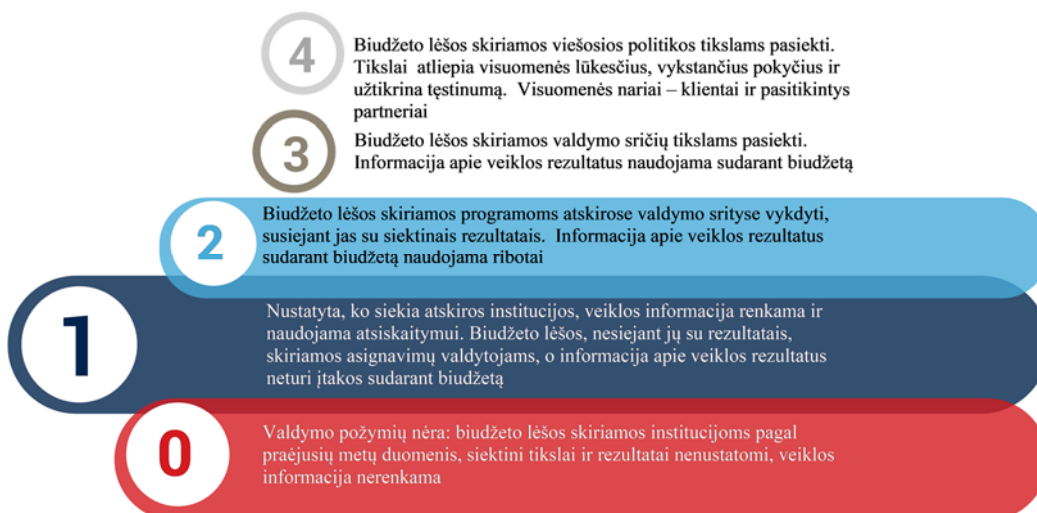 4
Biudžeto lėšos skiriamos viešosios politikos tikslams pasiekti.
Tikslai atliepia visuomenės lūkesčius, vykstančius pokyčius ir
užtikrina tęstinumą. Visuomenės nariai – klientai ir pasitikintys
partneriai
3
Biudžeto lėšos skiriamos valdymo sričių tikslams pasiekti.
Informacija apie veiklos rezultatus naudojama sudarant biudžetą
2
Biudžeto lėšos skiriamos programoms atskirose valdymo srityse vykdyti,
susiejant jas su siektinais rezultatais. Informacija apie veiklos rezultatus
sudarant biudžetą naudojama ribotai
1
Nustatyta, ko siekia atskiros institucijos, veiklos informacija renkama ir
naudojama atsiskaitymui. Biudžeto lėšos, nesiejant jų su rezultatais,
skiriamos asignavimų valdytojams, o informacija apie veiklos rezultatus
neturi įtakos sudarant biudžetą
0
Valdymo požymių nėra: biudžeto lėšos skiriamos institucijoms pagal
praėjusių metų duomenis, siektini tikslai ir rezultatai nenustatomi, veiklos
informacija nerenkama